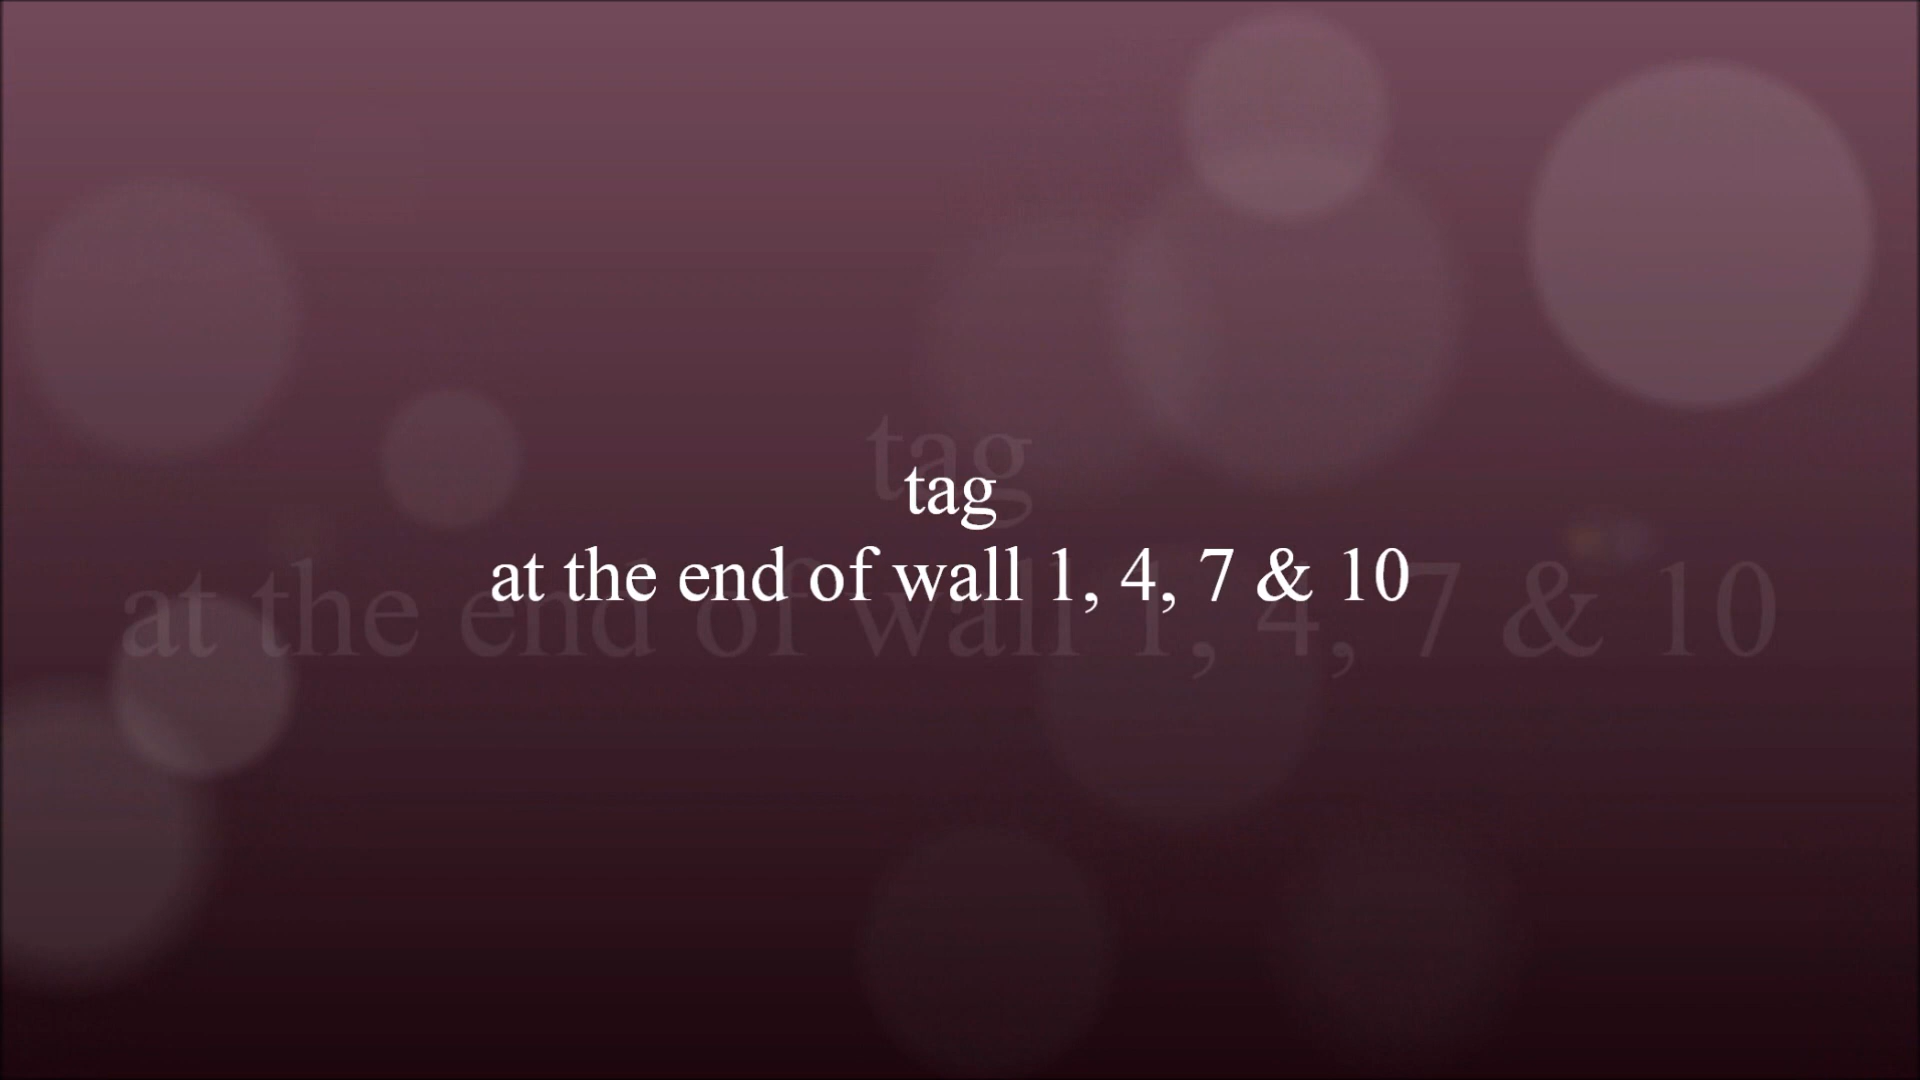 tag
at the end of wall 1, 4, 7 & 10